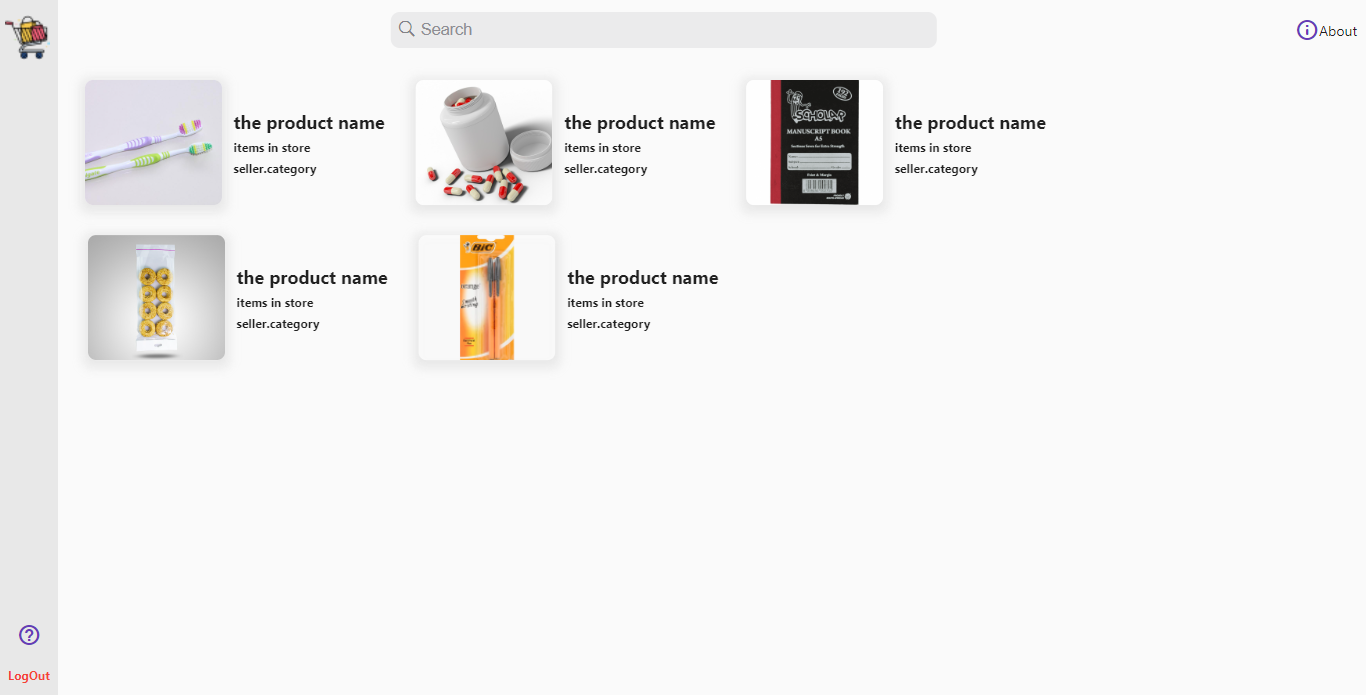 Search
About
the product name
items in store
seller.category
the product name
items in store
seller.category
SCHOLAR
MANUSCRIPT BOOK
A5
the product name
items in store
seller.category
the product name
items in store
seller.category
BIC
the product name
items in store
seller.category
LogOut